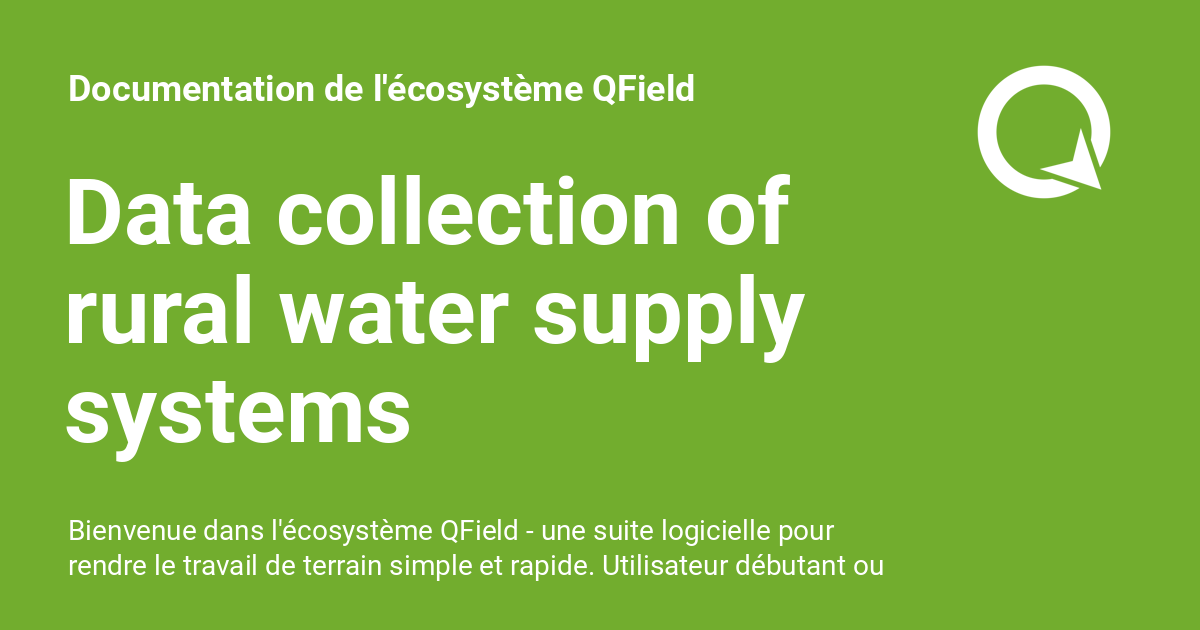 Documentation de l'écosystème QField
Data collection of
rural water supply
systems
Bienvenue dans l'écosystème QField - une suite logicielle pour
rendre le travail de terrain simple et rapide. Utilisateur débutant ou